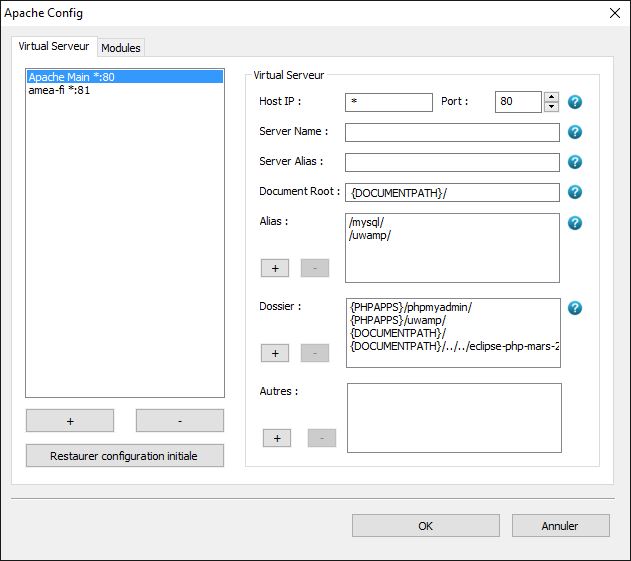 Apache Config
Virtual Serveur
Modules
Apache Main *:80
amea-fi *:81
+
-
Restaurer configuration initiale
Virtual Serveur
Host IP :
*
Port :
80
?
Server Name :
?
Server Alias :
?
Document Root :
{DOCUMENTPATH}/
?
Alias :
/mysql/
/uwamp/
?
+
-
Dossier :
{PHPAPPS}/phpmyadmin/
{PHPAPPS}/uwamp/
{DOCUMENTPATH}/
{DOCUMENTPATH}/../../eclipse-php-mars-2
?
+
-
Autres :
+
-
OK
Annuler